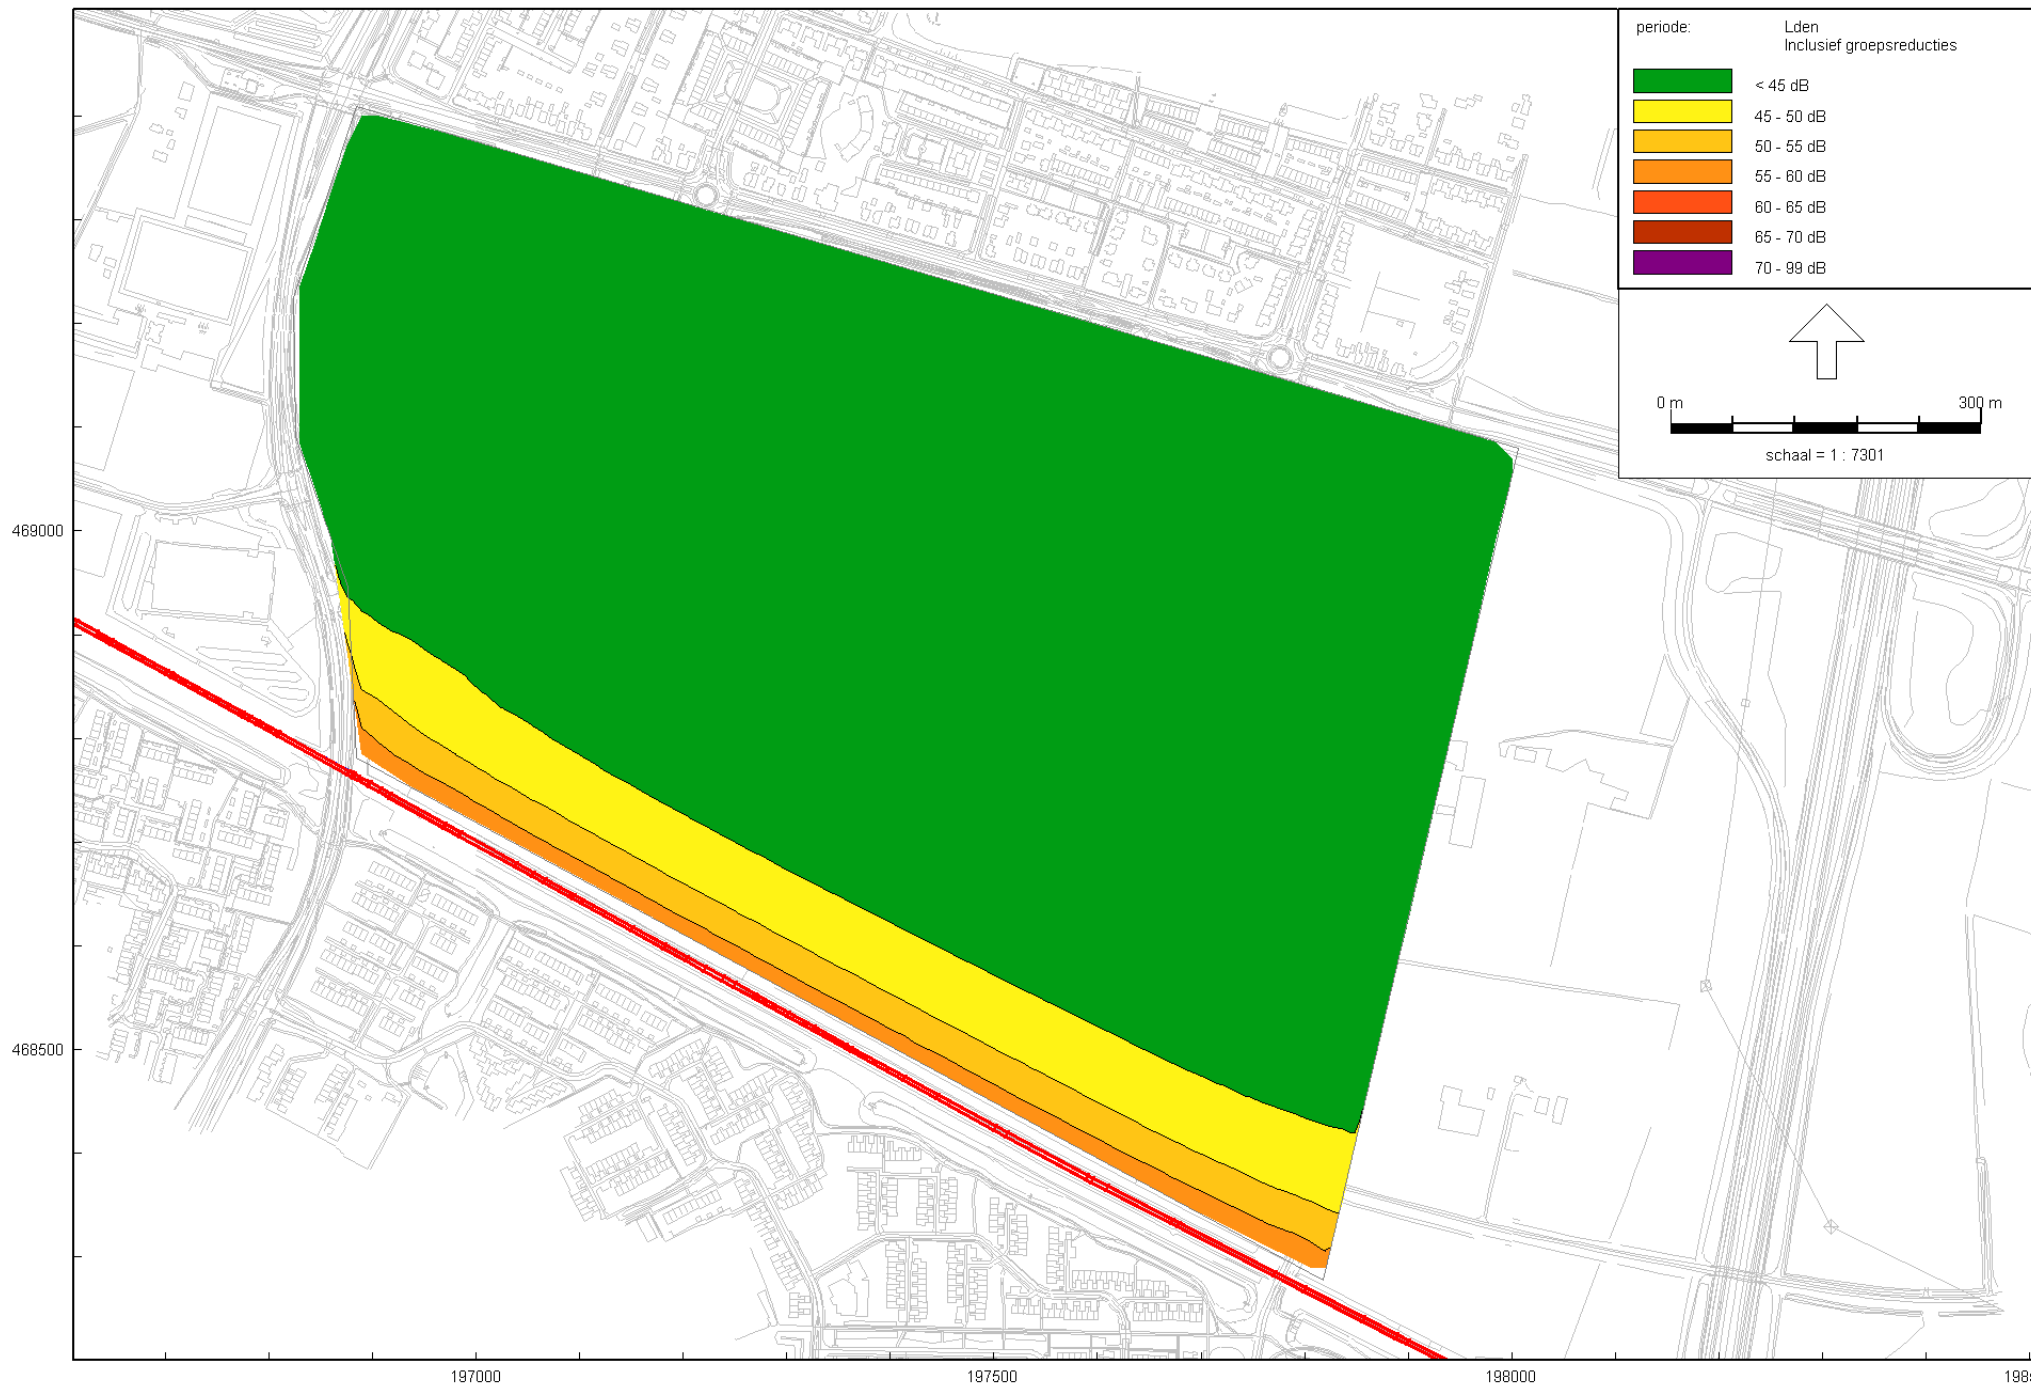 periode: Lden
Inclusief groepsreducties
< 45 dB
45 - 50 dB
50 - 55 dB
55 - 60 dB
60 - 65 dB
65 - 70 dB
70 - 99 dB
0 m 300 m
schaal = 1 : 7301
469000
468500
197000 197500 198000